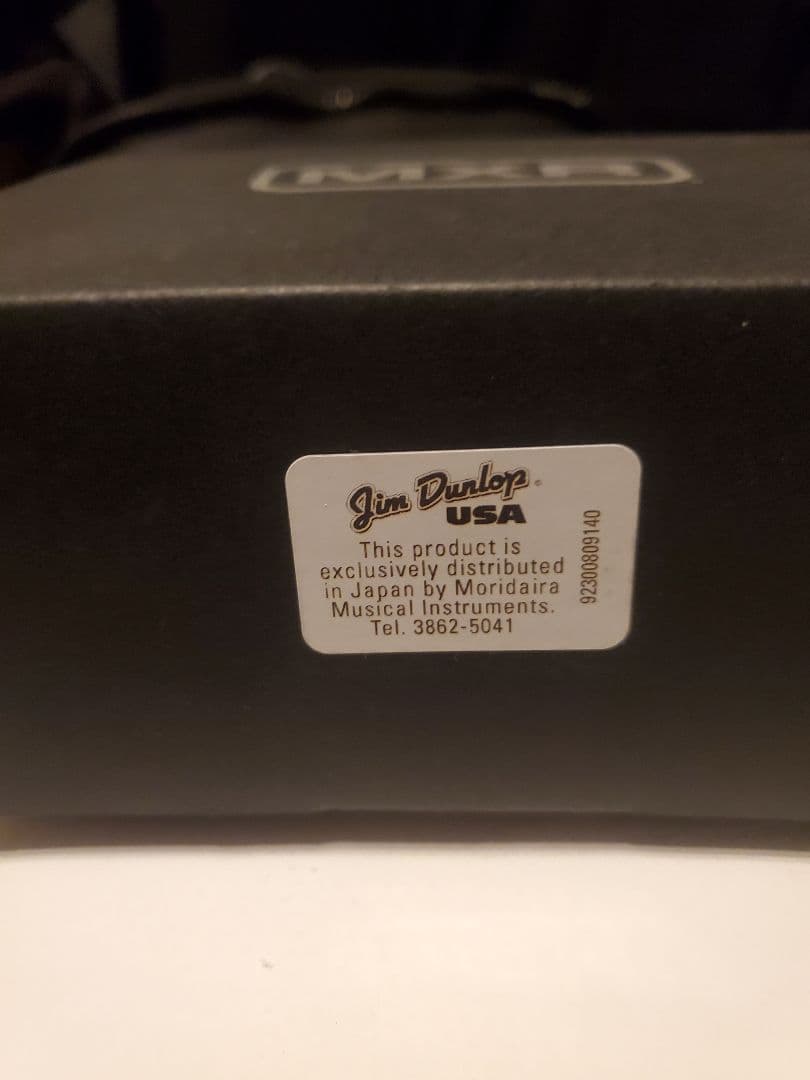 MXR
Jim Dunlop®
USA
This product is
exclusively distributed
in Japan by Moridaira
Musical Instruments.
Tel. 3862-5041
92300809140